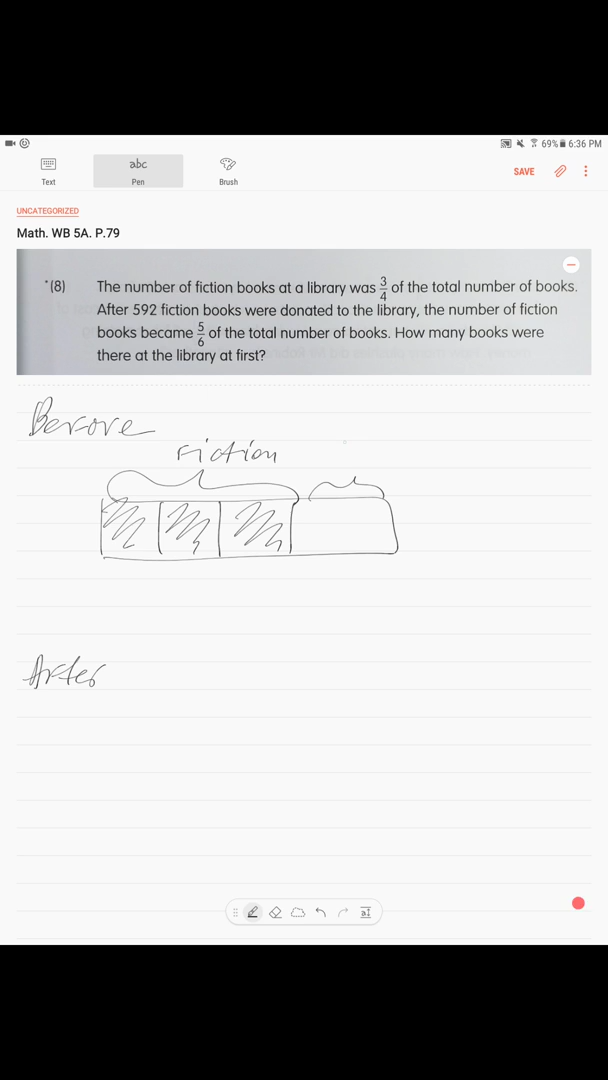 69% 6:36 PM
Text
abc
Pen
Brush
SAVE
UNCATEGORIZED
Math. WB 5A. P.79
*(8) The number of fiction books at a library was 3/4 of the total number of books.
After 592 fiction books were donated to the library, the number of fiction
books became 5/6 of the total number of books. How many books were
there at the library at first?
Before
Fiction
After
aI